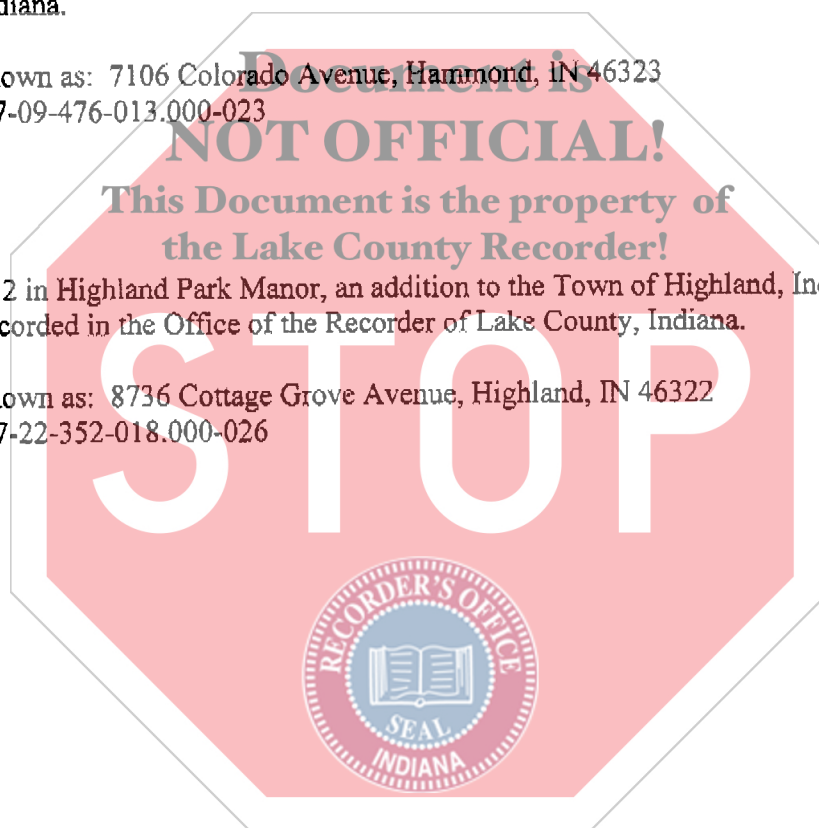 diana.
own as: 7106 Colorado Avenue, Hammond, IN 46323
Document is
7-09-476-013.000-023
NOT OFFICIAL!
This Document is the property of
the Lake County Recorder!
2 in Highland Park Manor, an addition to the Town of Highland, In
corded in the Office of the Recorder of Lake County, Indiana.
STOP
own as: 8736 Cottage Grove Avenue, Highland, IN 46322
7-22-352-018.000-026
RECORDER'S OFFICE
SEAL
INDIANA